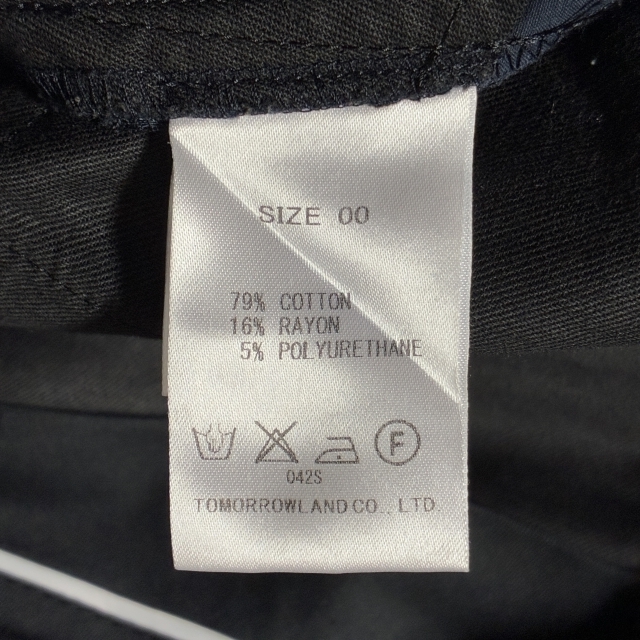 SIZE 00
79% COTTON
16% RAYON
5% POLYURETHANE
F
042S
TOMORROWLAND CO., LTD.